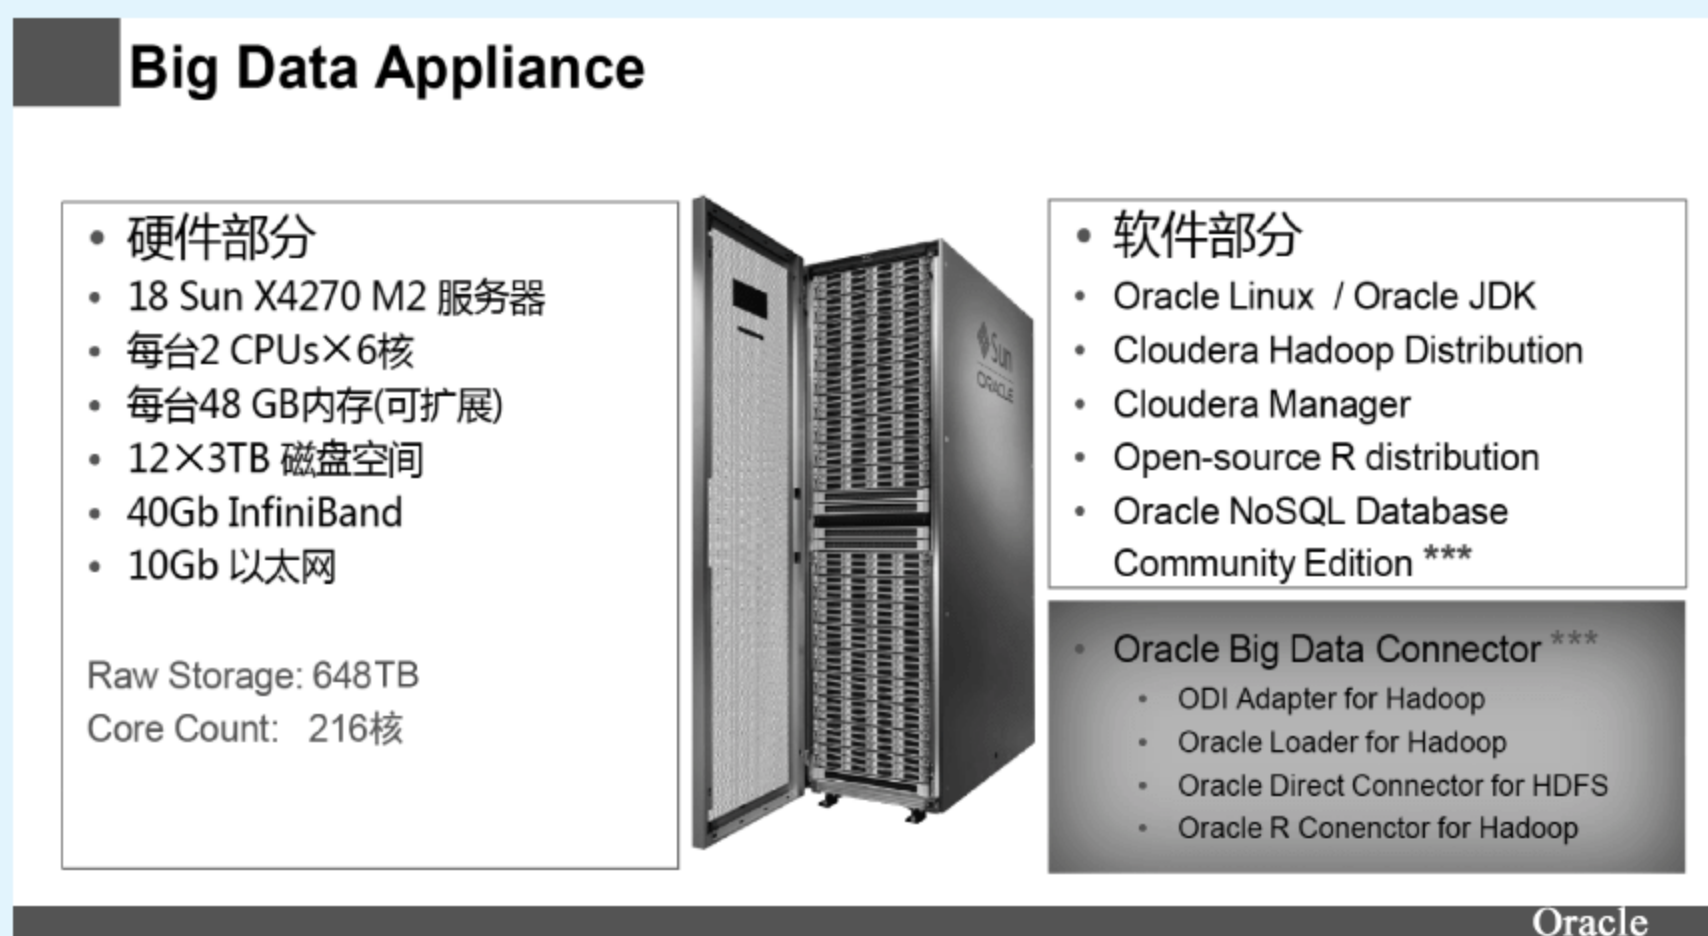 Big Data Appliance
• 硬件部分
• 18 Sun X4270 M2 服务器
• 每台2 CPUs×6核
• 每台48 GB内存(可扩展)
• 12×3TB 磁盘空间
• 40Gb InfiniBand
• 10Gb 以太网
Raw Storage: 648TB
Core Count: 216核
Sun
ORACLE
• 软件部分
• Oracle Linux / Oracle JDK
• Cloudera Hadoop Distribution
• Cloudera Manager
• Open-source R distribution
• Oracle NoSQL Database
Community Edition ***
• Oracle Big Data Connector ***
• ODI Adapter for Hadoop
• Oracle Loader for Hadoop
• Oracle Direct Connector for HDFS
• Oracle R Conenctor for Hadoop
Oracle